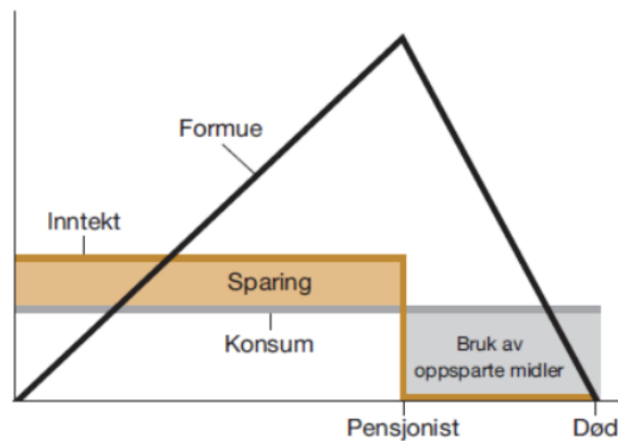 Formue
Inntekt
Sparing
Konsum
Bruk av
oppsparte midler
Pensjonist
Død